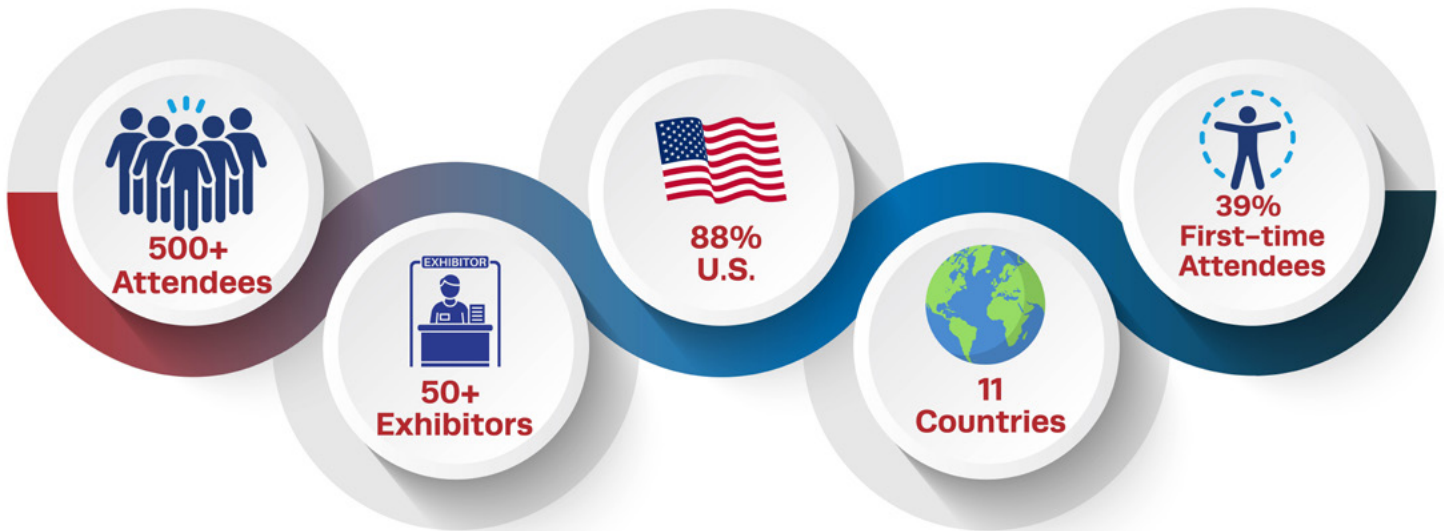 500+
Attendees
EXHIBITOR
50+
Exhibitors
88%
U.S.
11
Countries
39%
First-time
Attendees